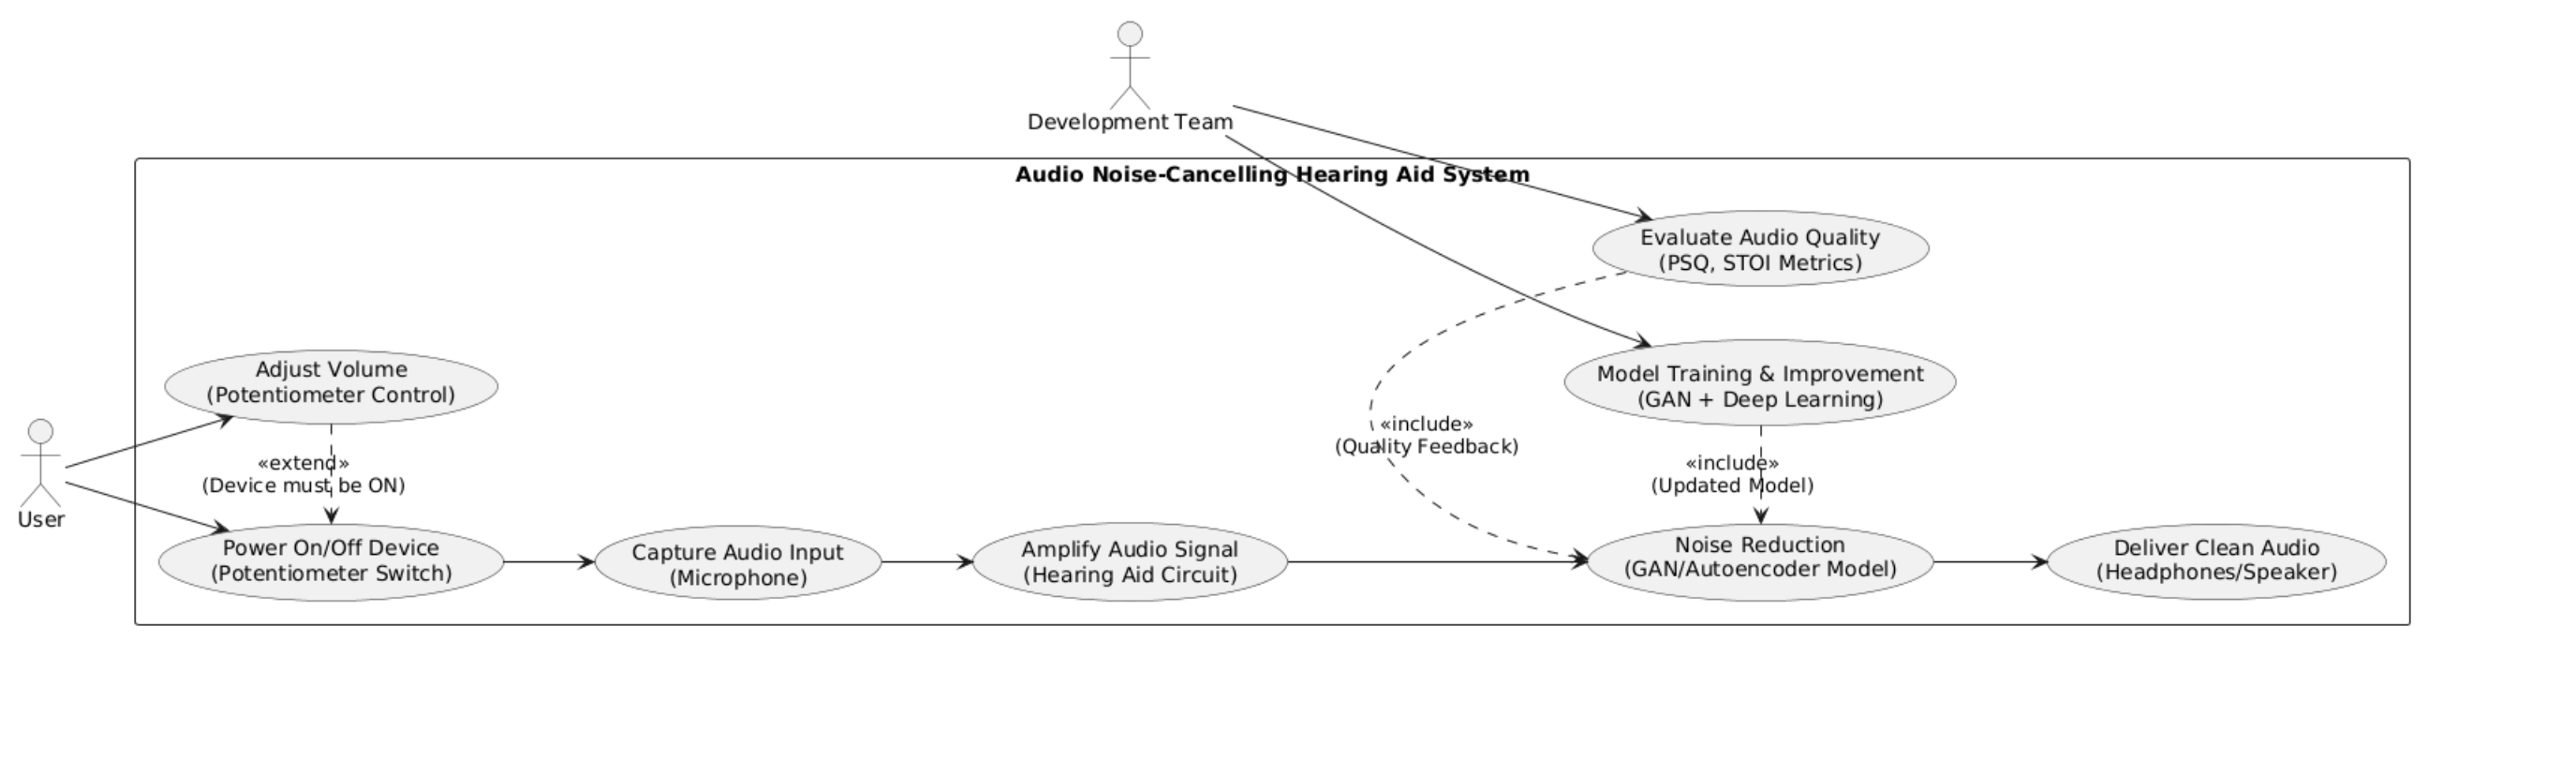 Development Team
Audio Noise-Cancelling Hearing Aid System
Evaluate Audio Quality
(PSQ, STOI Metrics)
Adjust Volume
(Potentiometer Control)
Model Training & Improvement
(GAN + Deep Learning)
«include»
(Quality Feedback)
«extend»
(Device must be ON)
«include»
(Updated Model)
User
Power On/Off Device
(Potentiometer Switch)
Capture Audio Input
(Microphone)
Amplify Audio Signal
(Hearing Aid Circuit)
Noise Reduction
(GAN/Autoencoder Model)
Deliver Clean Audio
(Headphones/Speaker)